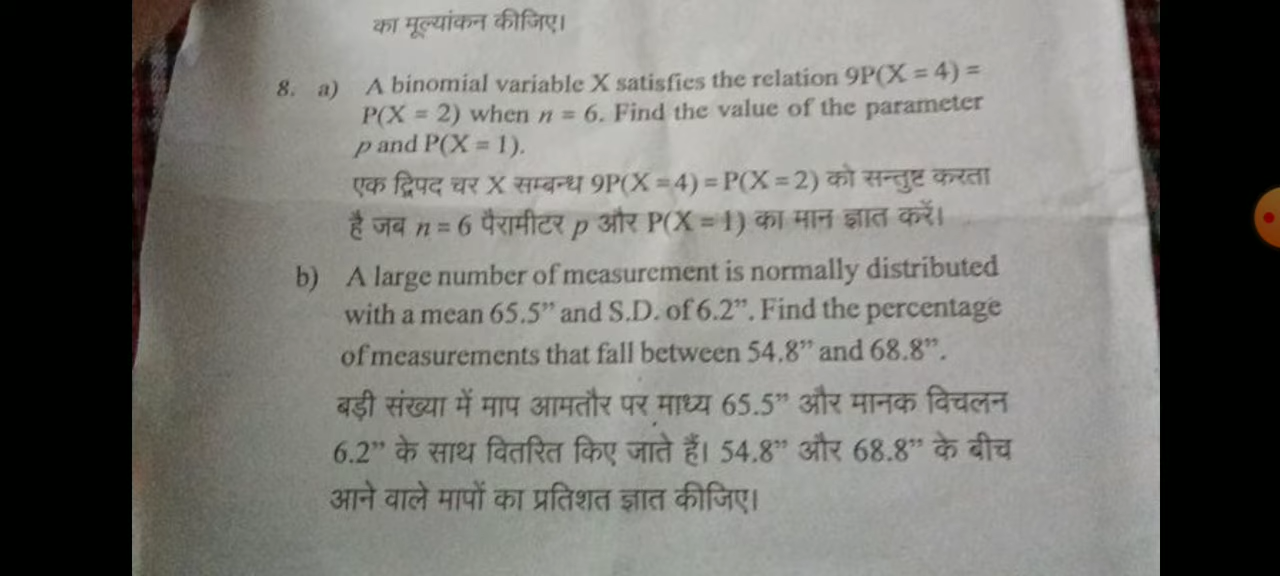 का मूल्यांकन कीजिए।
8. a) A binomial variable X satisfies the relation 9P(X = 4) =
P(X = 2) when n = 6. Find the value of the parameter
p and P(X = 1).
एक द्विपद चर X सम्बन्ध 9P(X = 4) = P(X = 2) को सन्तुष्ट करता
है जब n = 6 पैरामीटर p और P(X = 1) का मान ज्ञात करें।
b) A large number of measurement is normally distributed
with a mean 65.5” and S.D. of 6.2”. Find the percentage
of measurements that fall between 54.8” and 68.8”.
बड़ी संख्या में माप आमतौर पर माध्य 65.5” और मानक विचलन
6.2” के साथ वितरित किए जाते हैं। 54.8” और 68.8” के बीच
आने वाले मापों का प्रतिशत ज्ञात कीजिए।